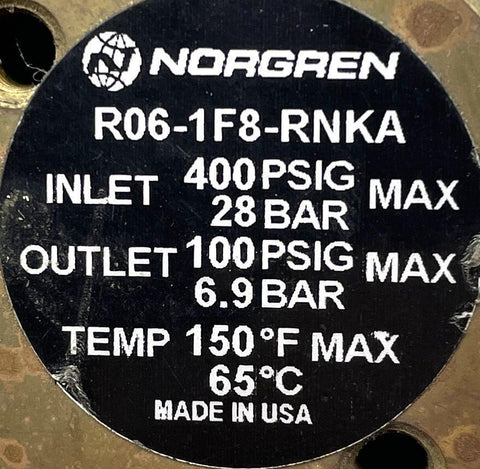 NORGREN
R06-1F8-RNKA
INLET 400 PSIG MAX
28 BAR
OUTLET 100 PSIG MAX
6.9 BAR
TEMP 150 °F MAX
65°C
MADE IN USA